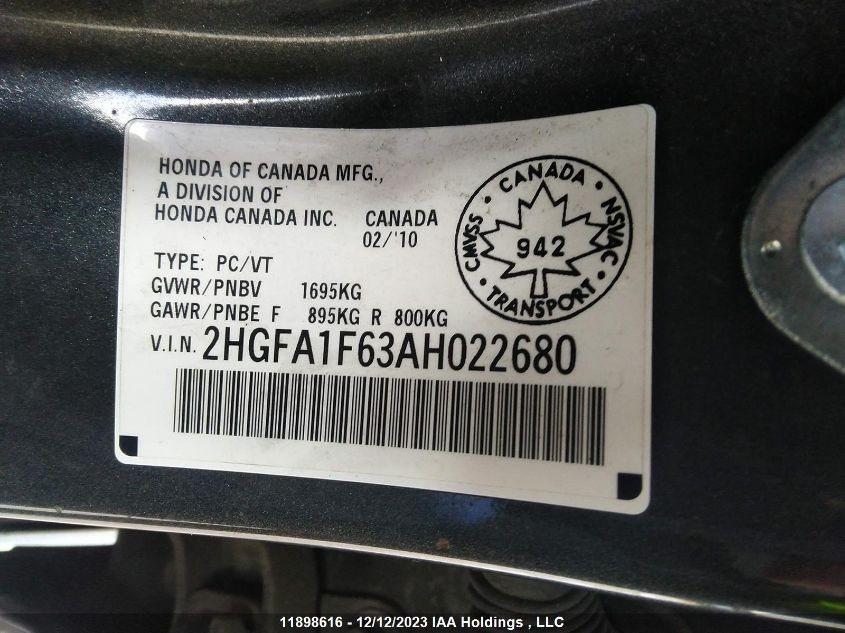 HONDA OF CANADA MFG.,
A DIVISION OF
HONDA CANADA INC. CANADA
02/'10
TYPE: PC/VT
GVWR/PNBV 1695KG
GAWR/PNBE F 895KG R 800KG
V.I.N. 2HGFA1F63AH022680
CMVSS • CANADA • NSVAC • TRANSPORT •
942
11898616 - 12/12/2023 IAA Holdings , LLC